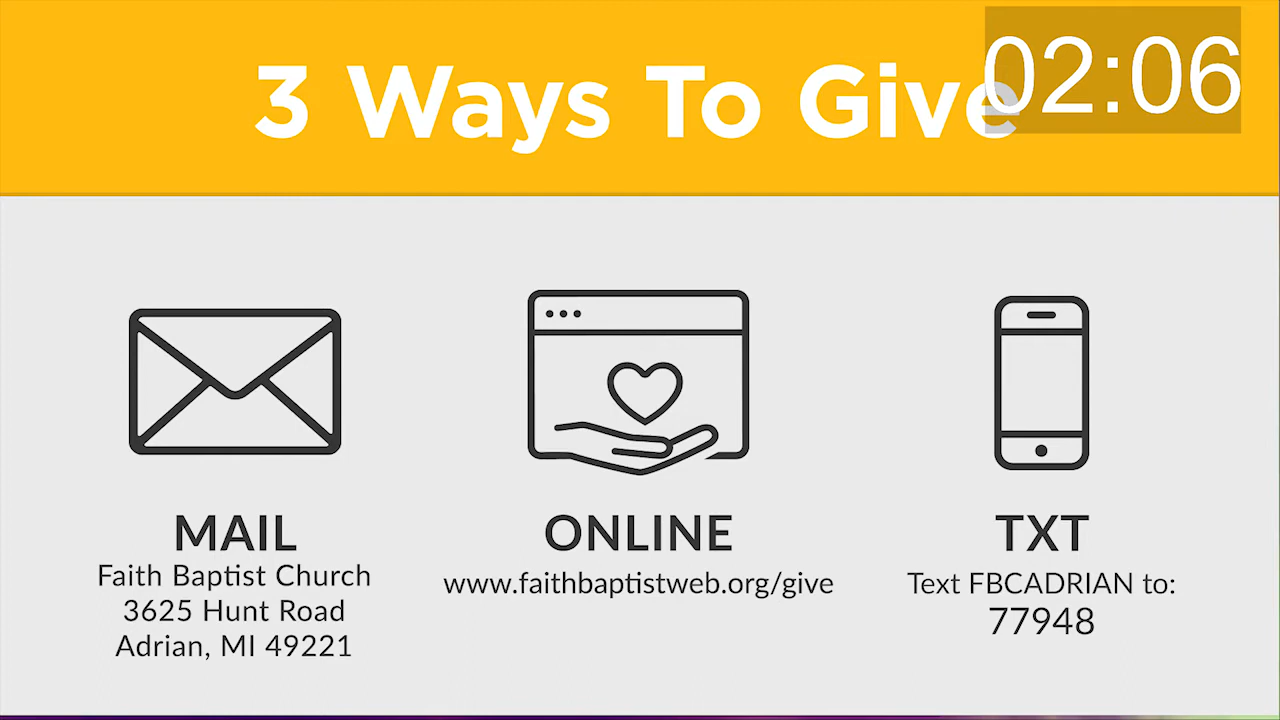 3 Ways To Give
02:06
MAIL
Faith Baptist Church
3625 Hunt Road
Adrian, MI 49221
ONLINE
www.faithbaptistweb.org/give
TXT
Text FBCADRIAN to:
77948